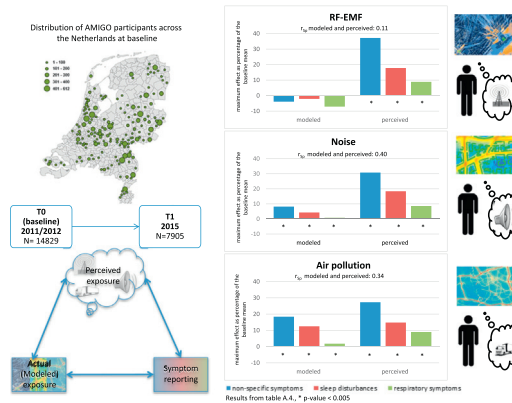 Distribution of AMIGO participants across
the Netherlands at baseline
1 - 100
101 - 200
201 - 300
301 - 400
401 - 612
T0
(baseline)
2011/2012
N= 14829
T1
2015
N=7905
Perceived
exposure
Actual
(Modeled)
exposure
Symptom
reporting
RF-EMF
rSp modeled and perceived: 0.11
maximum effect as percentage of the
baseline mean
40
30
20
10
0
-10
* * *
modeled perceived
Noise
rSp modeled and perceived: 0.40
maximum effect as percentage of the
baseline mean
40
30
20
10
0
-10
* * * * * *
modeled perceived
Air pollution
rSp modeled and perceived: 0.34
maximum effect as percentage of the
baseline mean
40
30
20
10
0
-10
* * * * * *
modeled perceived
non-specific symptoms sleep disturbances respiratory symptoms
Results from table A.4., * p-value < 0.005